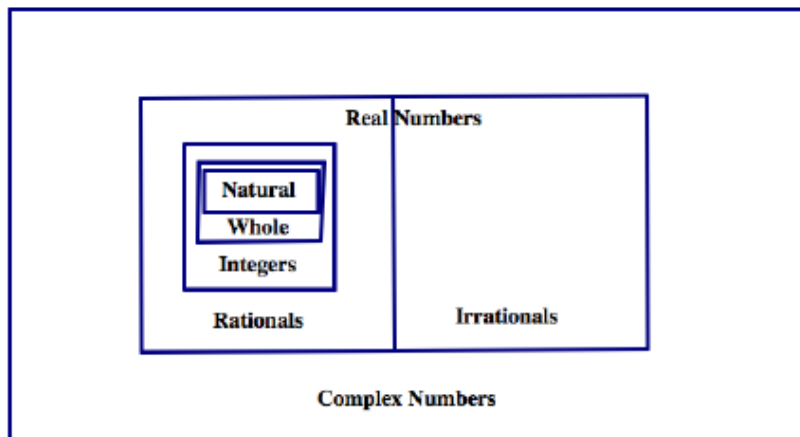 Real Numbers
Natural
Whole
Integers
Rationals
Irrationals
Complex Numbers